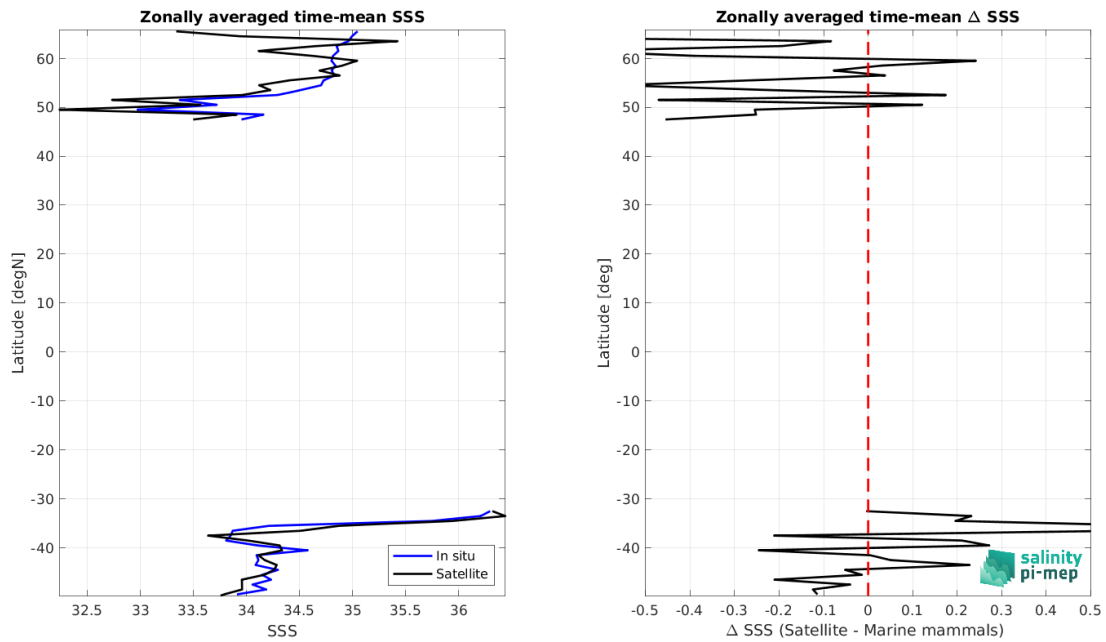 Zonally averaged time-mean SSS
60
50
40
30
20
10
0
-10
-20
-30
-40
Latitude [degN]
In situ
Satellite
32.5 33 33.5 34 34.5 35 35.5 36
SSS
Zonally averaged time-mean Δ SSS
60
50
40
30
20
10
0
-10
-20
-30
-40
Latitude [deg]
salinity
pi-mep
-0.5 -0.4 -0.3 -0.2 -0.1 0 0.1 0.2 0.3 0.4 0.5
Δ SSS (Satellite - Marine mammals)